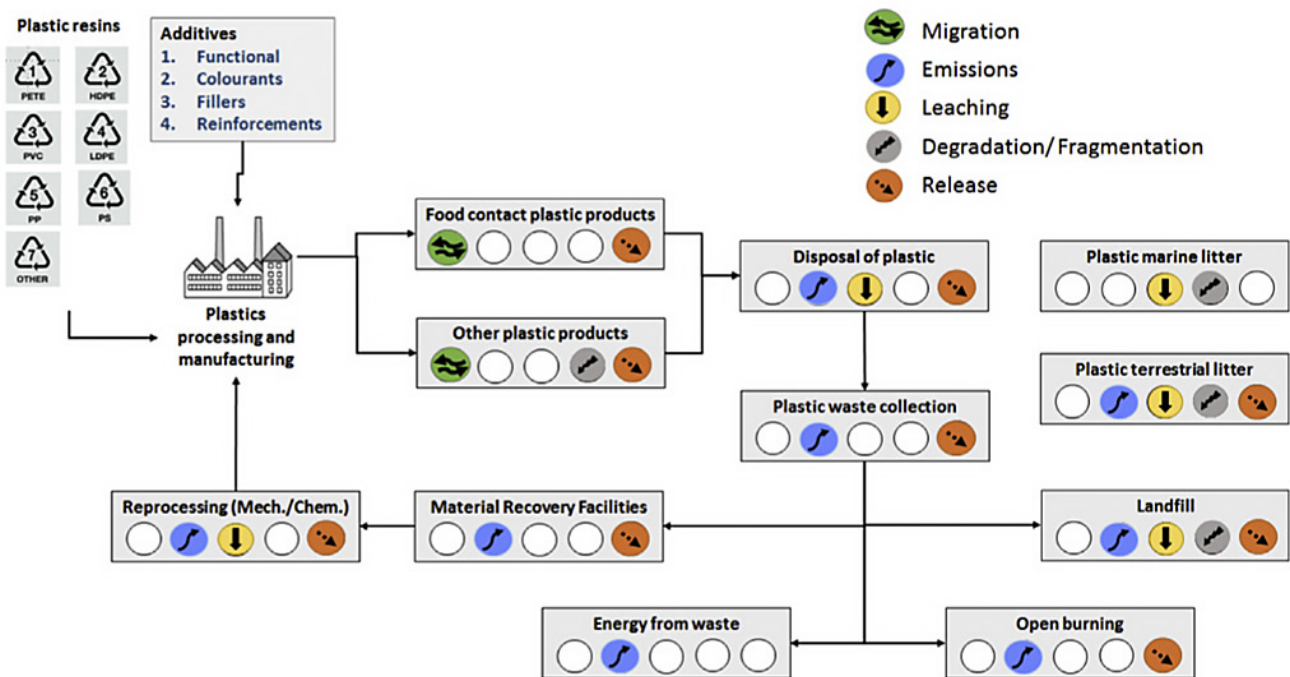 Plastic resins
1
PETE
2
HDPE
3
PVC
4
LDPE
5
PP
6
PS
7
OTHER
Additives
1. Functional
2. Colourants
3. Fillers
4. Reinforcements
Migration
Emissions
Leaching
Degradation/ Fragmentation
Release
Plastics
processing and
manufacturing
Food contact plastic products
Other plastic products
Disposal of plastic
Plastic marine litter
Plastic terrestrial litter
Plastic waste collection
Reprocessing (Mech./Chem.)
Material Recovery Facilities
Landfill
Energy from waste
Open burning